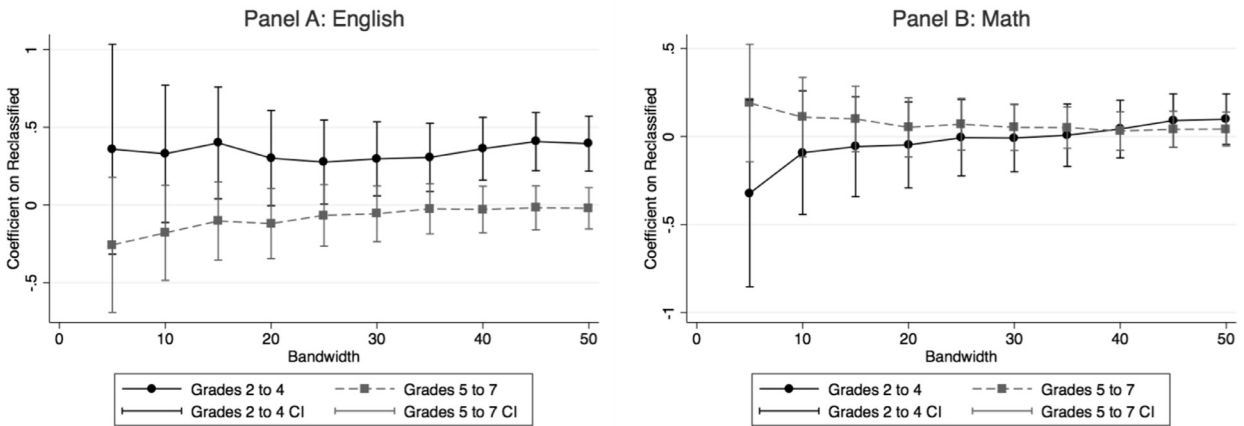 Panel A: English
Coefficient on Reclassified
1
.5
0
-.5
0 10 20 30 40 50
Bandwidth
Grades 2 to 4 Grades 5 to 7
Grades 2 to 4 CI Grades 5 to 7 CI
Panel B: Math
Coefficient on Reclassified
.5
0
-.5
-1
0 10 20 30 40 50
Bandwidth
Grades 2 to 4 Grades 5 to 7
Grades 2 to 4 CI Grades 5 to 7 CI